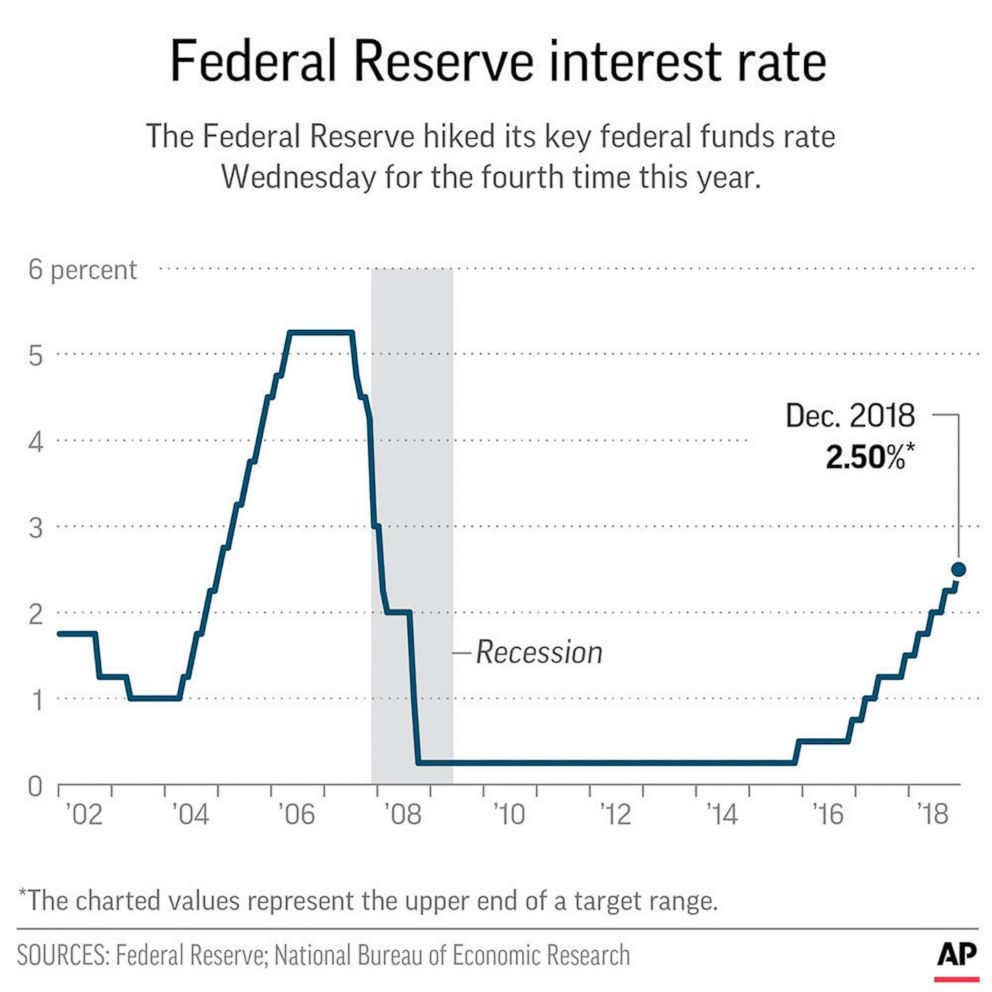 Federal Reserve interest rate
The Federal Reserve hiked its key federal funds rate
Wednesday for the fourth time this year.
6 percent
5
Dec. 2018
4
2.50%*
3
2
Recession
1
0
’02 ’04 ’06 ’08 ’10 ’12 ’14 ’16 ’18
*The charted values represent the upper end of a target range.
SOURCES: Federal Reserve; National Bureau of Economic Research
AP